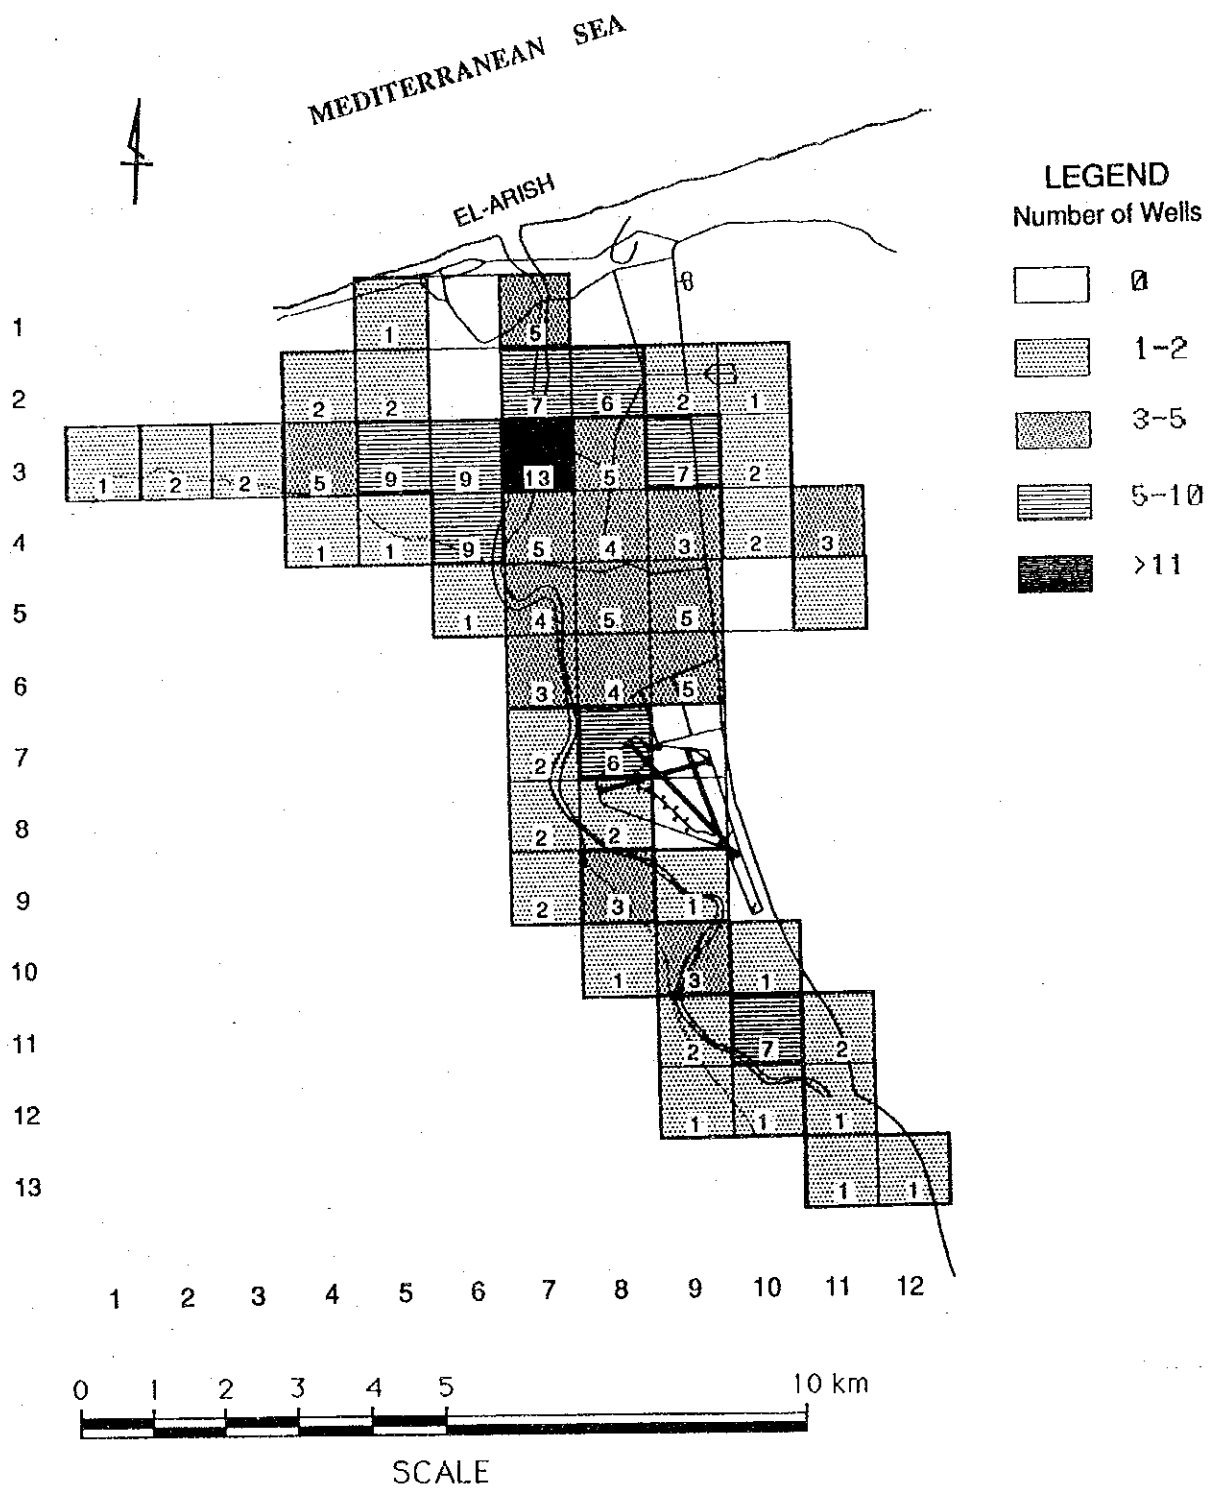 MEDITERRANEAN SEA
EL-ARISH
LEGEND
Number of Wells
0
1-2
3-5
5-10
>11
1 1 5
2 2 2 7 6 2 1
3 1 2 2 5 9 9 13 5 7 2
4 1 1 9 5 4 3 2 3
5 1 4 5 5
6 3 4 5
7 2 6
8 2 2
9 2 3 1
10 1 3 1
11 2 7 2
12 1 1 1
13 1 1
1 2 3 4 5 6 7 8 9 10 11 12
0 1 2 3 4 5 10 km
SCALE